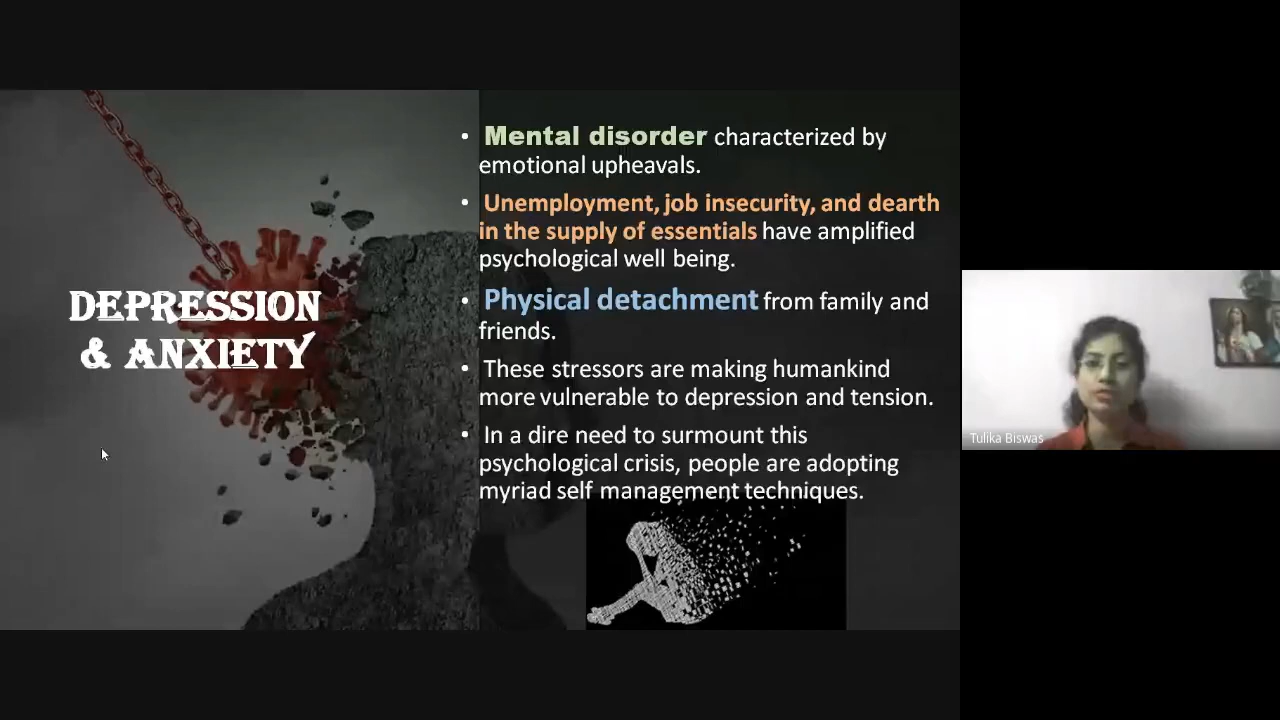 DEPRESSION
& ANXIETY
• Mental disorder characterized by
emotional upheavals.
• Unemployment, job insecurity, and dearth
in the supply of essentials have amplified
psychological well being.
• Physical detachment from family and
friends.
• These stressors are making humankind
more vulnerable to depression and tension.
• In a dire need to surmount this
psychological crisis, people are adopting
myriad self management techniques.
Tulika Biswas